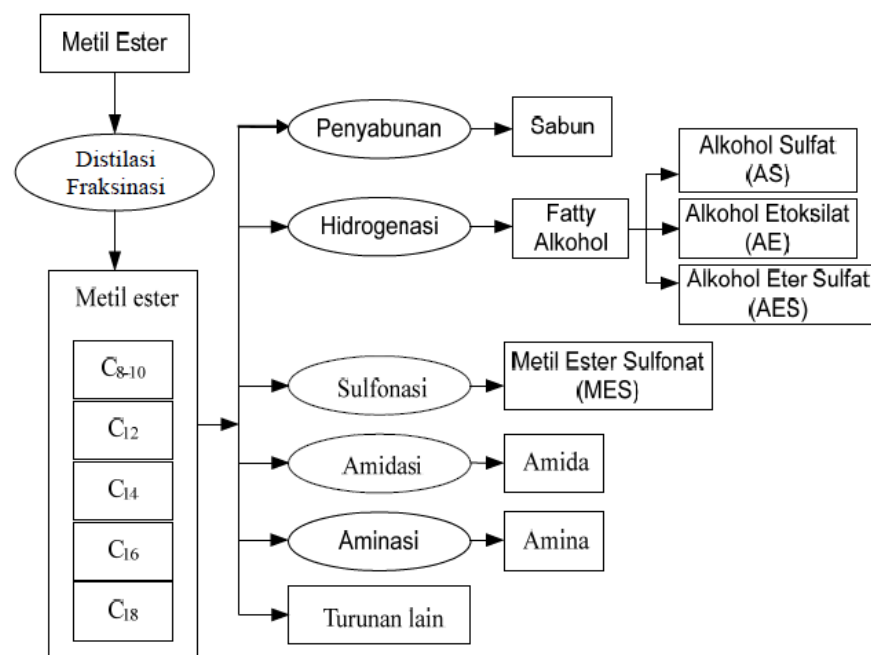 Metil Ester
Distilasi
Fraksinasi
Metil ester
C8-10
C12
C14
C16
C18
Penyabunan
Sabun
Hidrogenasi
Fatty
Alkohol
Alkohol Sulfat
(AS)
Alkohol Etoksilat
(AE)
Alkohol Eter Sulfat
(AES)
Sulfonasi
Metil Ester Sulfonat
(MES)
Amidasi
Amida
Aminasi
Amina
Turunan lain